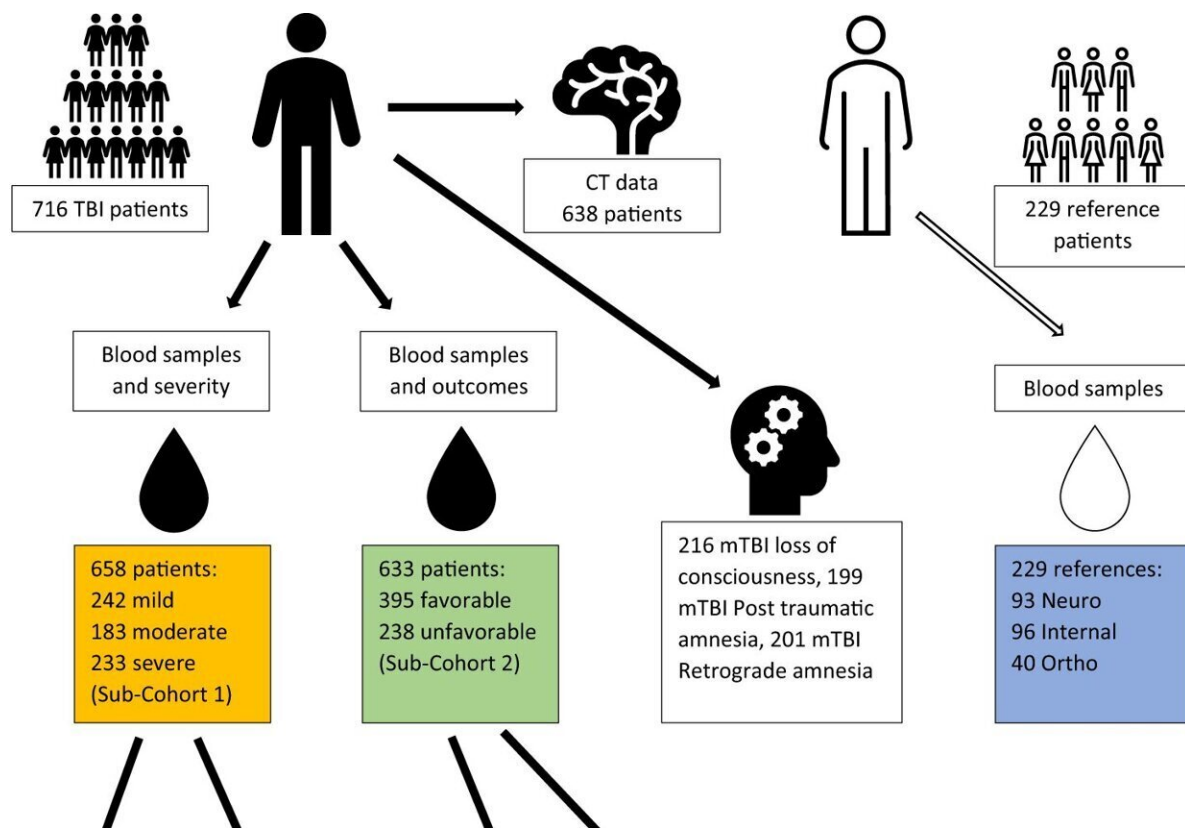 716 TBI patients
CT data
638 patients
229 reference
patients
Blood samples
and severity
Blood samples
and outcomes
Blood samples
658 patients:
242 mild
183 moderate
233 severe
(Sub-Cohort 1)
633 patients:
395 favorable
238 unfavorable
(Sub-Cohort 2)
216 mTBI loss of
consciousness, 199
mTBI Post traumatic
amnesia, 201 mTBI
Retrograde amnesia
229 references:
93 Neuro
96 Internal
40 Ortho